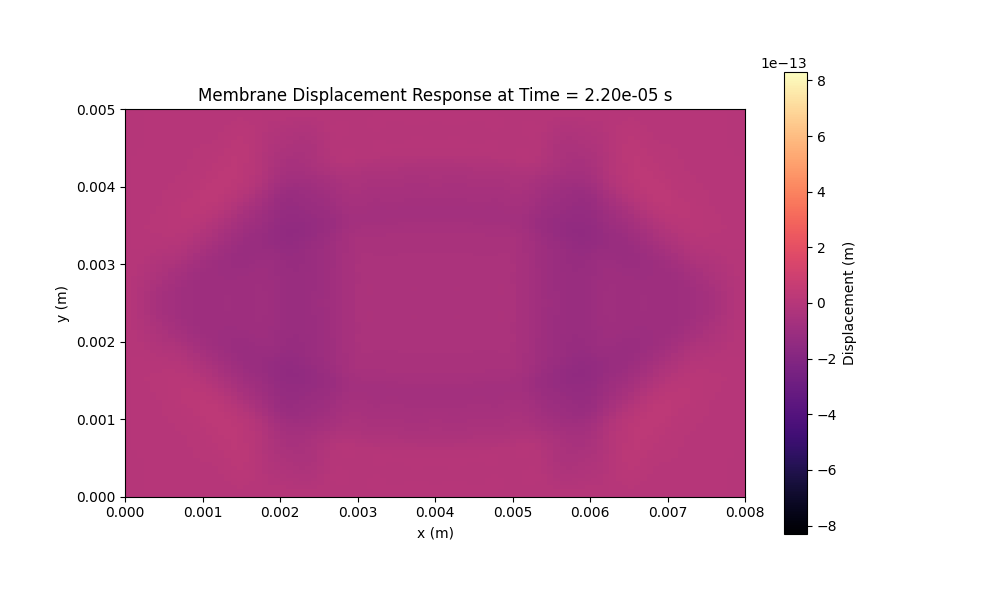 1e−13
Membrane Displacement Response at Time = 2.20e-05 s
0.005
0.004
0.003
0.002
0.001
0.000
y (m)
0.000 0.001 0.002 0.003 0.004 0.005 0.006 0.007 0.008
x (m)
8
6
4
2
0
−2
−4
−6
−8
Displacement (m)